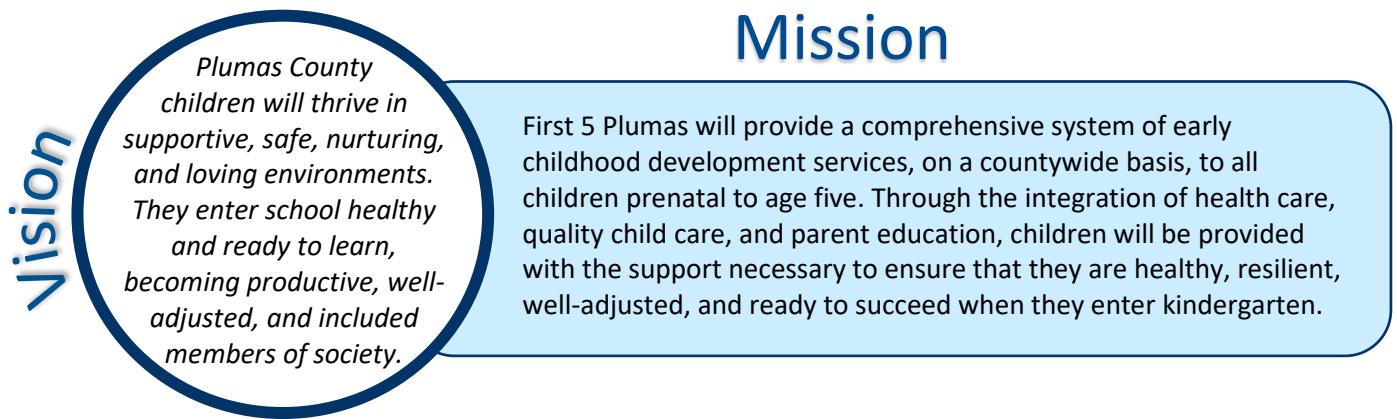 Vision
Plumas County
children will thrive in
supportive, safe, nurturing,
and loving environments.
They enter school healthy
and ready to learn,
becoming productive, well-
adjusted, and included
members of society.
Mission
First 5 Plumas will provide a comprehensive system of early
childhood development services, on a countywide basis, to all
children prenatal to age five. Through the integration of health care,
quality child care, and parent education, children will be provided
with the support necessary to ensure that they are healthy, resilient,
well-adjusted, and ready to succeed when they enter kindergarten.